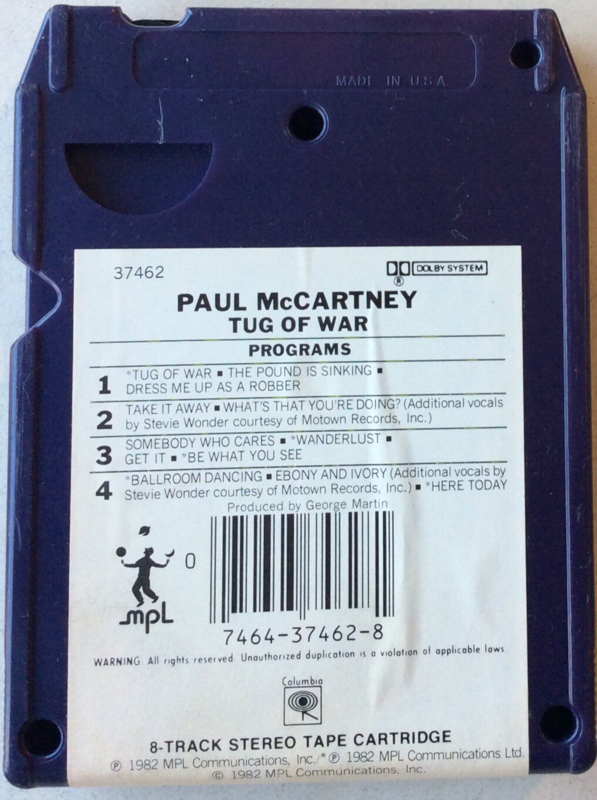 MADE IN U.S.A.
37462
DOLBY SYSTEM
®
PAUL McCARTNEY
TUG OF WAR
PROGRAMS
1 *TUG OF WAR ■ THE POUND IS SINKING ■
DRESS ME UP AS A ROBBER
2 TAKE IT AWAY ■ WHAT'S THAT YOU'RE DOING? (Additional vocals
by Stevie Wonder courtesy of Motown Records, Inc.)
3 SOMEBODY WHO CARES ■ *WANDERLUST ■
GET IT ■ *BE WHAT YOU SEE
4 *BALLROOM DANCING ■ EBONY AND IVORY (Additional vocals by
Stevie Wonder courtesy of Motown Records, Inc.) ■ *HERE TODAY
Produced by George Martin
0
mpL
7464-37462-8
WARNING: All rights reserved. Unauthorized duplication is a violation of applicable laws.
Columbia
8-TRACK STEREO TAPE CARTRIDGE
℗ 1982 MPL Communications, Inc./*℗ 1982 MPL Communications Ltd.
© 1982 MPL Communications, Inc.